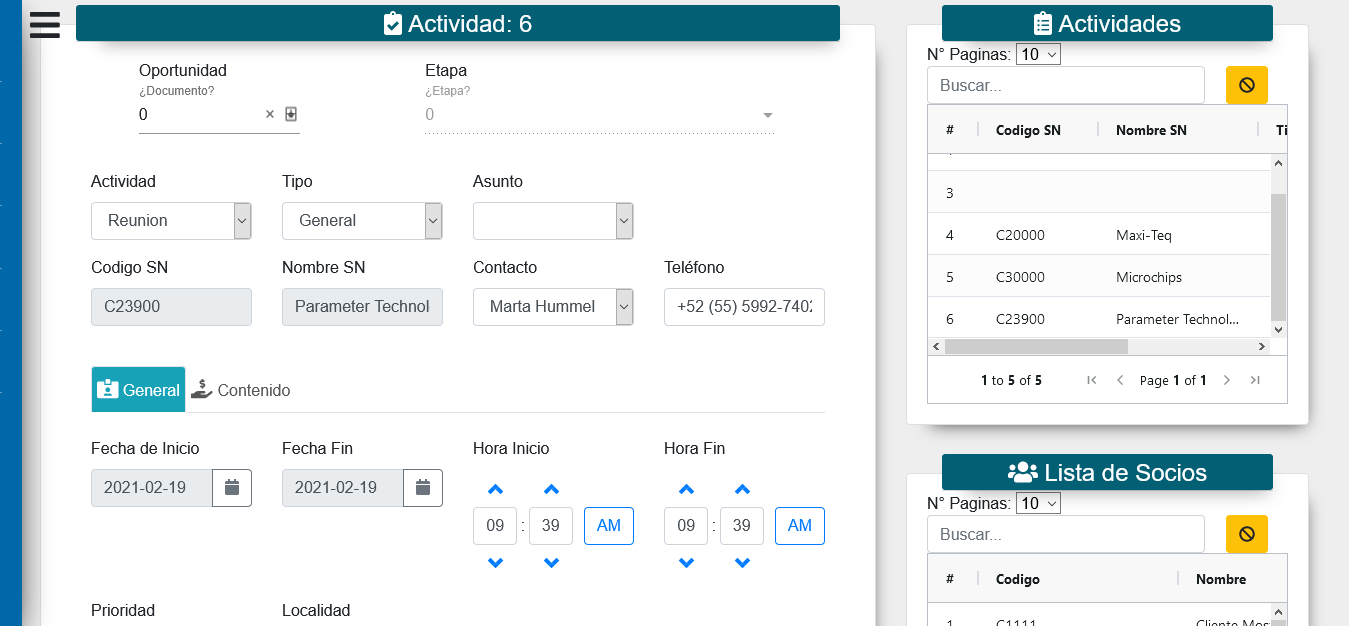 Actividad: 6
Oportunidad
¿Documento?
0 ×
Etapa
¿Etapa?
0
Actividad
Reunion
Tipo
General
Asunto
Codigo SN
C23900
Nombre SN
Parameter Technol
Contacto
Marta Hummel
Teléfono
+52 (55) 5992-740
General Contenido
Fecha de Inicio
2021-02-19
Fecha Fin
2021-02-19
Hora Inicio
09 : 39 AM
Hora Fin
09 : 39 AM
Prioridad
Localidad
Actividades
N° Paginas: 10
Buscar...
# Codigo SN Nombre SN Ti
3
4 C20000 Maxi-Teq
5 C30000 Microchips
6 C23900 Parameter Technol...
1 to 5 of 5 Page 1 of 1
Lista de Socios
N° Paginas: 10
Buscar...
# Codigo Nombre
1 C1111 Cliente Mos